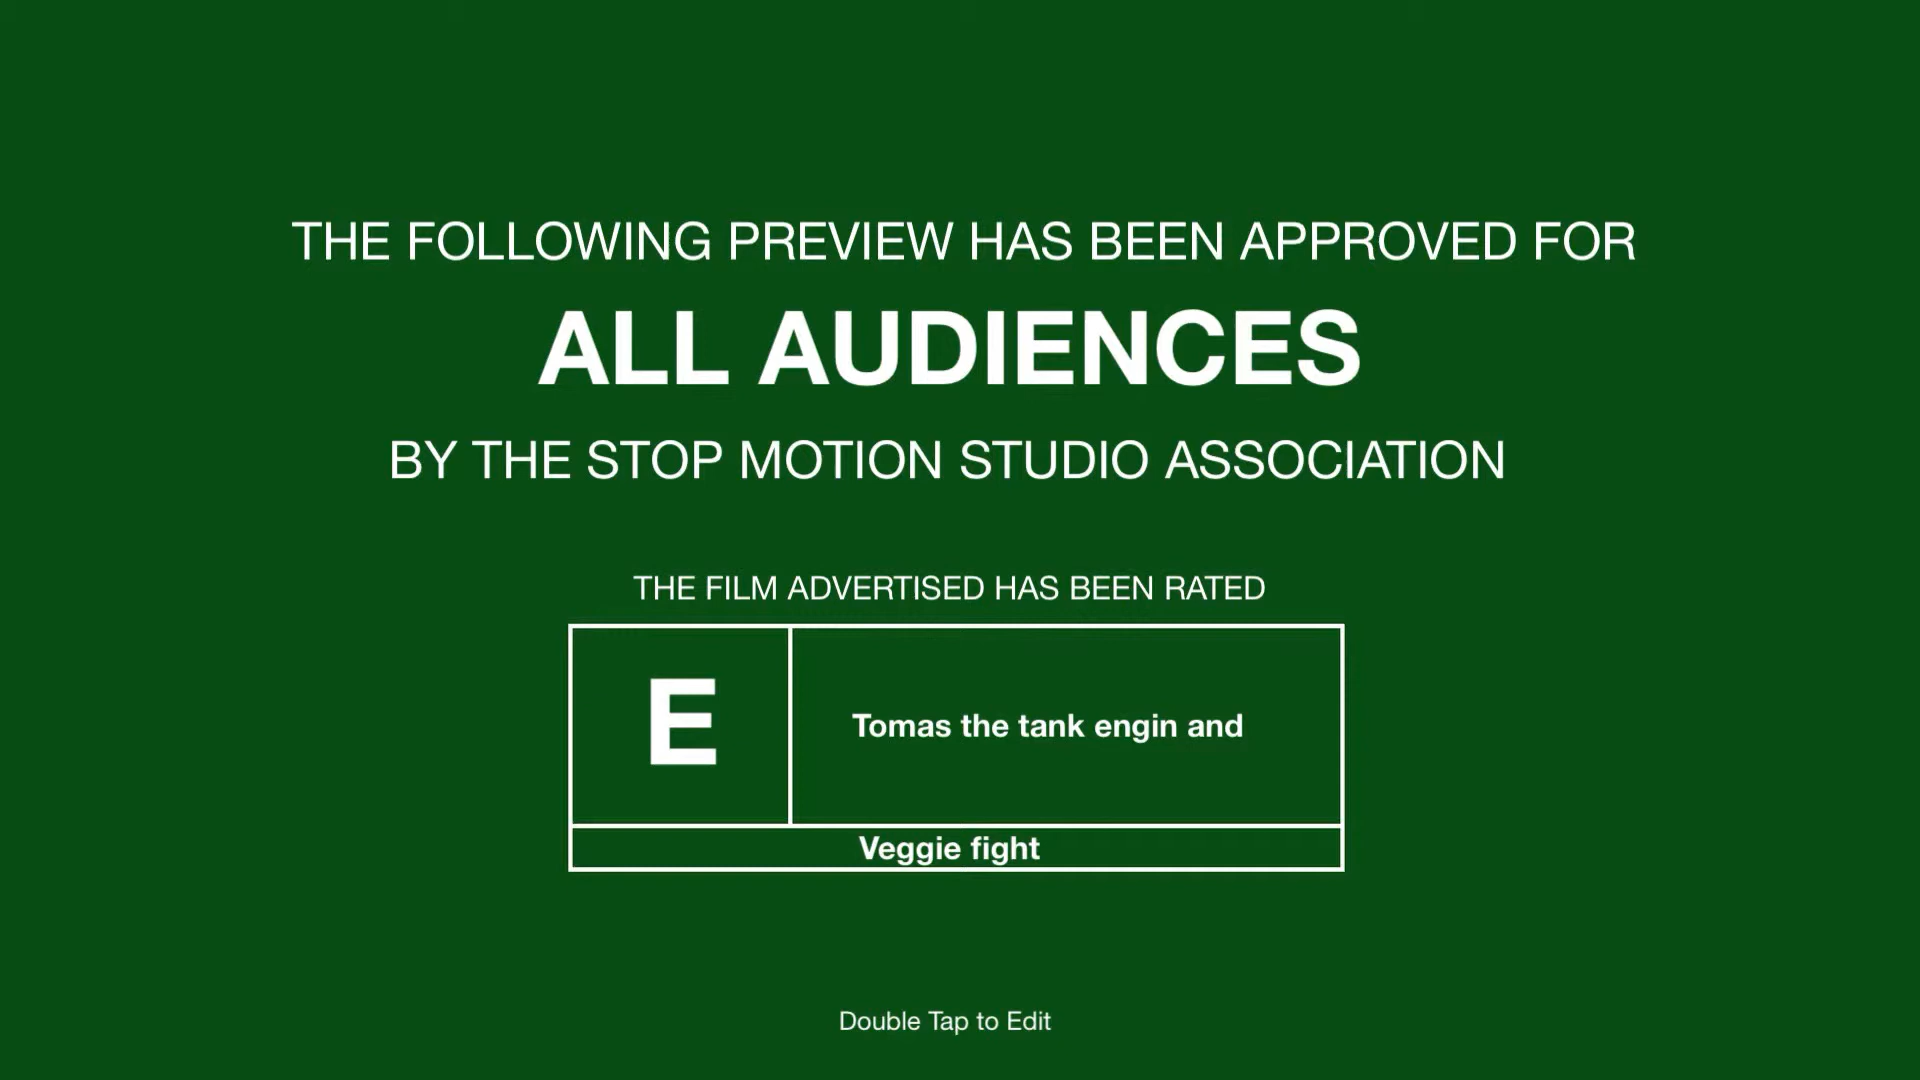 THE FOLLOWING PREVIEW HAS BEEN APPROVED FOR
ALL AUDIENCES
BY THE STOP MOTION STUDIO ASSOCIATION
THE FILM ADVERTISED HAS BEEN RATED
E
Tomas the tank engin and
Veggie fight
Double Tap to Edit